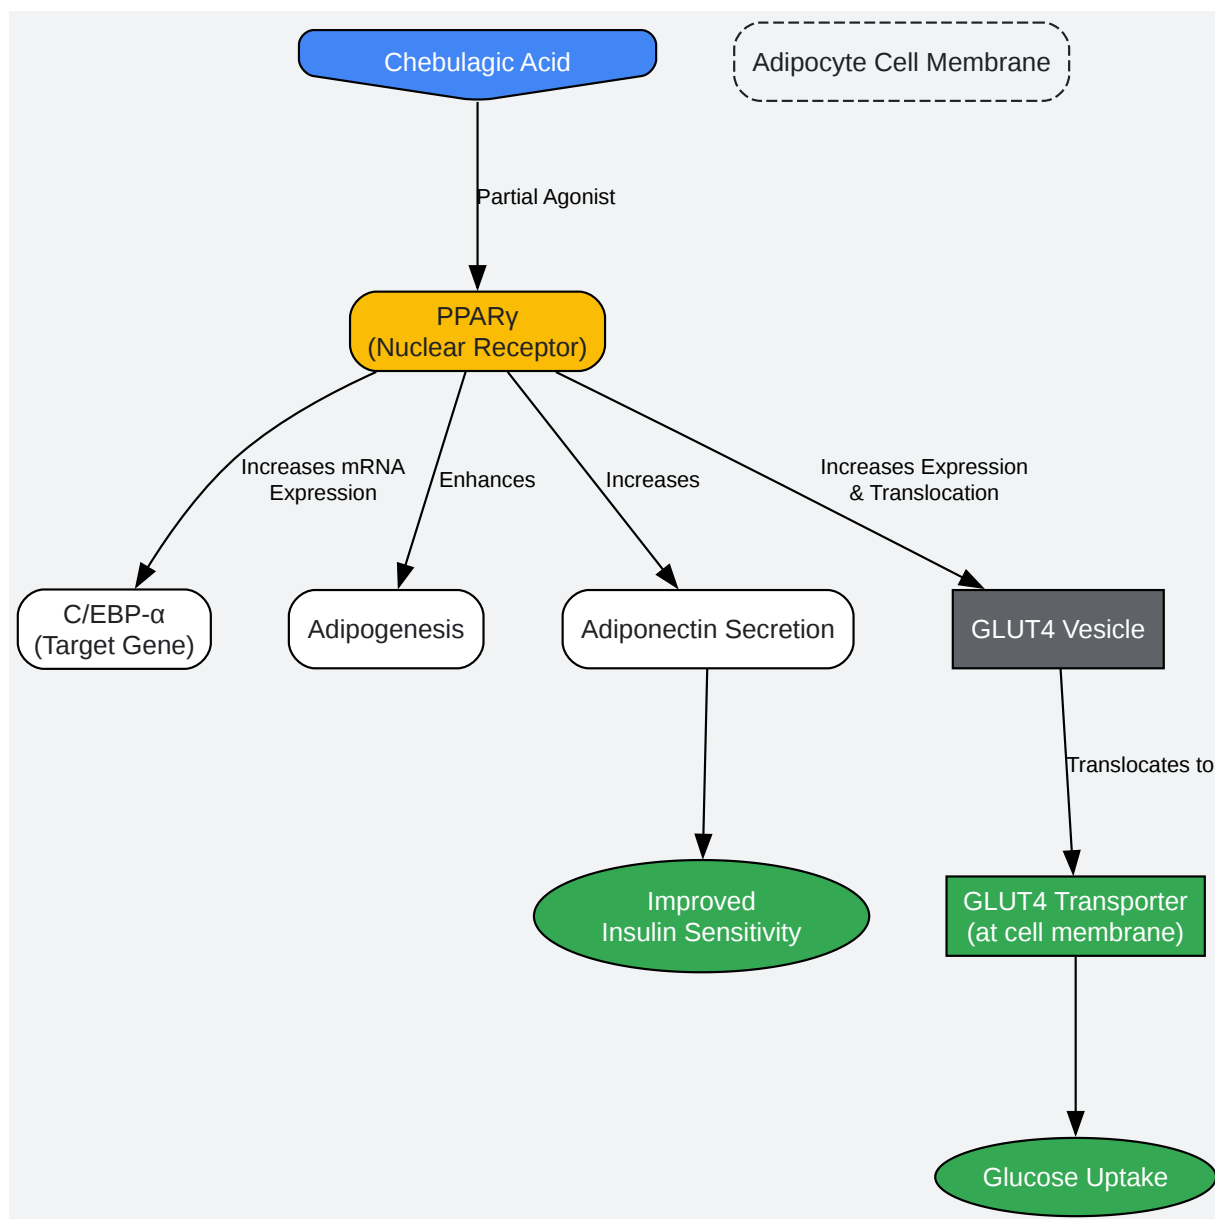 Chebulagic Acid
Adipocyte Cell Membrane
Partial Agonist
PPARγ
(Nuclear Receptor)
Increases mRNA
Expression
Enhances
Increases
Increases Expression
& Translocation
C/EBP-α
(Target Gene)
Adipogenesis
Adiponectin Secretion
GLUT4 Vesicle
Translocates to
Improved
Insulin Sensitivity
GLUT4 Transporter
(at cell membrane)
Glucose Uptake